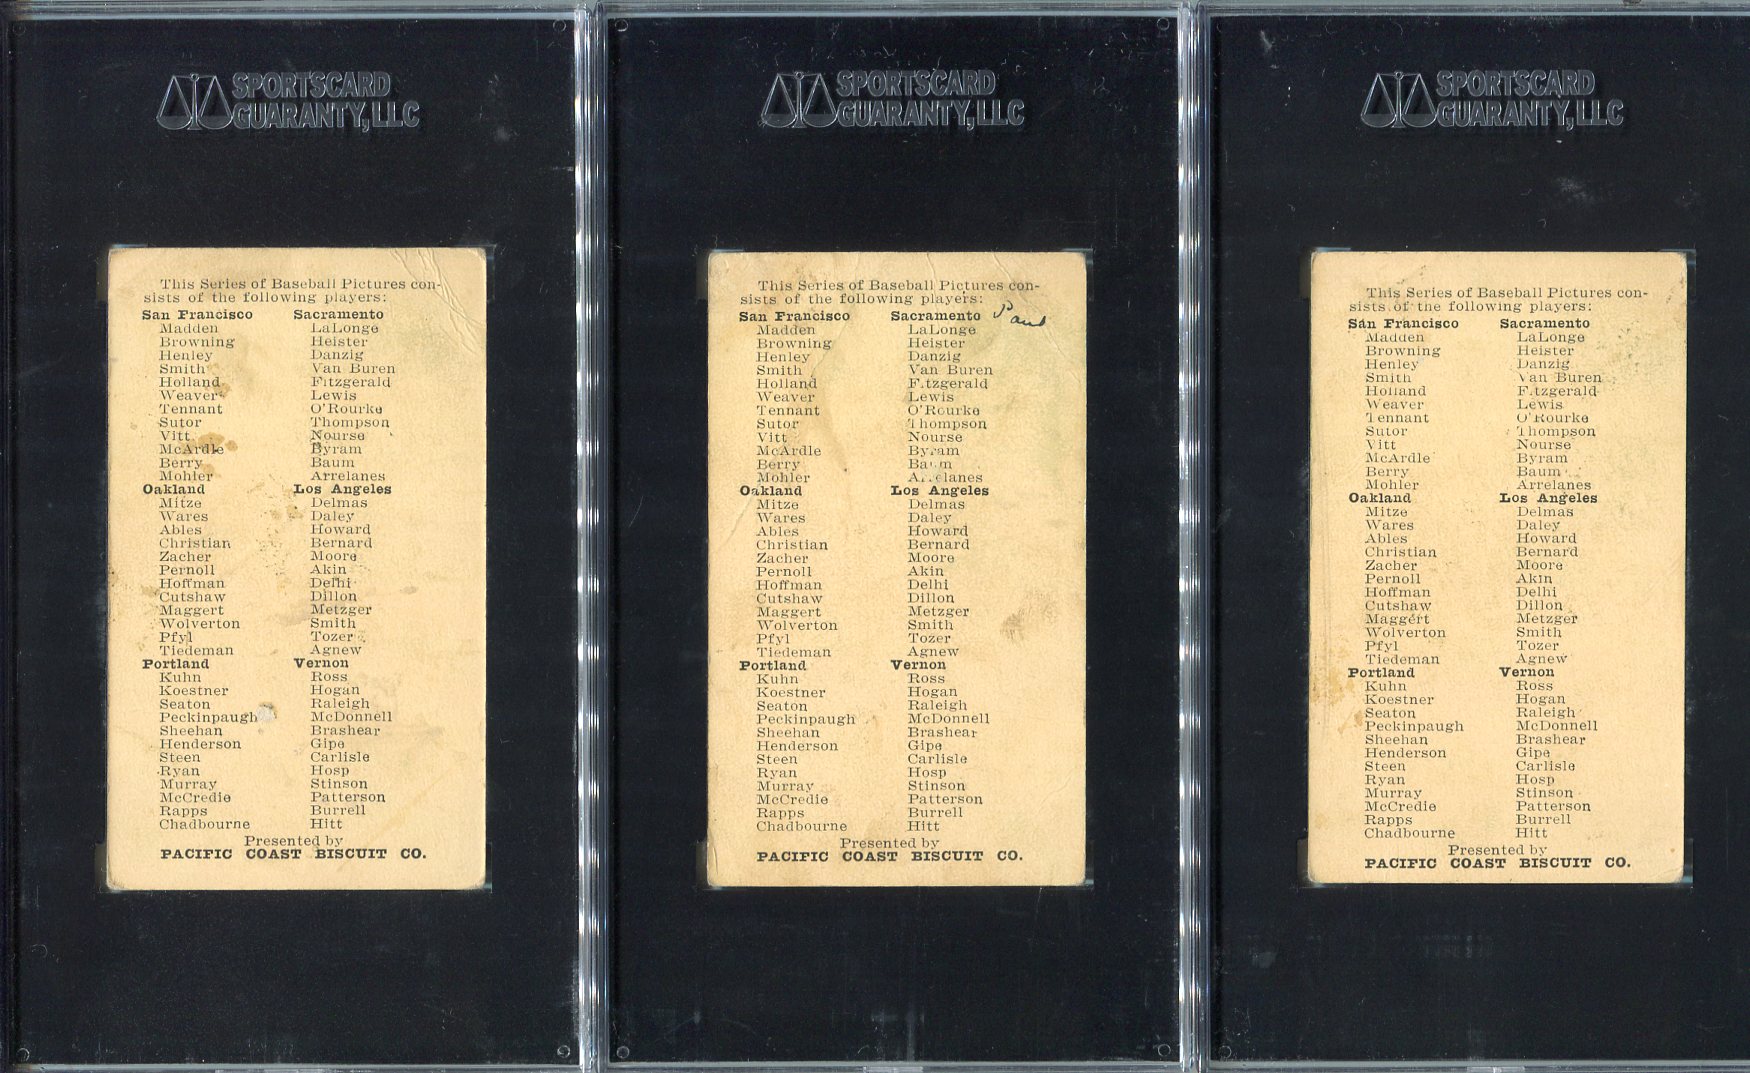 SPORTSCARD
GUARANTY, LLC
This Series of Baseball Pictures con-
sists of the following players:
San Francisco Sacramento
Madden LaLonge
Browning Heister
Henley Danzig
Smith Van Buren
Holland Fitzgerald
Weaver Lewis
Tennant O'Rourke
Sutor Thompson
Vitt Nourse
McArdle Byram
Berry Baum
Mohler Arrelanes
Oakland Los Angeles
Mitze Delmas
Wares Daley
Ables Howard
Christian Bernard
Zacher Moore
Pernoll Akin
Hoffman Delhi
Cutshaw Dillon
Maggert Metzger
Wolverton Smith
Pfyl Tozer
Tiedeman Agnew
Portland Vernon
Kuhn Ross
Koestner Hogan
Seaton Raleigh
Peckinpaugh McDonnell
Sheehan Brashear
Henderson Gipe
Steen Carlisle
Ryan Hosp
Murray Stinson
McCredie Patterson
Rapps Burrell
Chadbourne Hitt
Presented by
PACIFIC COAST BISCUIT CO.
SPORTSCARD
GUARANTY, LLC
This Series of Baseball Pictures con-
sists of the following players:
San Francisco Sacramento
Madden LaLonge
Browning Heister
Henley Danzig
Smith Van Buren
Holland Fitzgerald
Weaver Lewis
Tennant O'Rourke
Sutor Thompson
Vitt Nourse
McArdle Byram
Berry Baum
Mohler Arrelanes
Oakland Los Angeles
Mitze Delmas
Wares Daley
Ables Howard
Christian Bernard
Zacher Moore
Pernoll Akin
Hoffman Delhi
Cutshaw Dillon
Maggert Metzger
Wolverton Smith
Pfyl Tozer
Tiedeman Agnew
Portland Vernon
Kuhn Ross
Koestner Hogan
Seaton Raleigh
Peckinpaugh McDonnell
Sheehan Brashear
Henderson Gipe
Steen Carlisle
Ryan Hosp
Murray Stinson
McCredie Patterson
Rapps Burrell
Chadbourne Hitt
Presented by
PACIFIC COAST BISCUIT CO.
SPORTSCARD
GUARANTY, LLC
This Series of Baseball Pictures con-
sists of the following players:
San Francisco Sacramento
Madden LaLonge
Browning Heister
Henley Danzig
Smith Van Buren
Holland Fitzgerald
Weaver Lewis
Tennant O'Rourke
Sutor Thompson
Vitt Nourse
McArdle Byram
Berry Baum
Mohler Arrelanes
Oakland Los Angeles
Mitze Delmas
Wares Daley
Ables Howard
Christian Bernard
Zacher Moore
Pernoll Akin
Hoffman Delhi
Cutshaw Dillon
Maggert Metzger
Wolverton Smith
Pfyl Tozer
Tiedeman Agnew
Portland Vernon
Kuhn Ross
Koestner Hogan
Seaton Raleigh
Peckinpaugh McDonnell
Sheehan Brashear
Henderson Gipe
Steen Carlisle
Ryan Hosp
Murray Stinson
McCredie Patterson
Rapps Burrell
Chadbourne Hitt
Presented by
PACIFIC COAST BISCUIT CO.